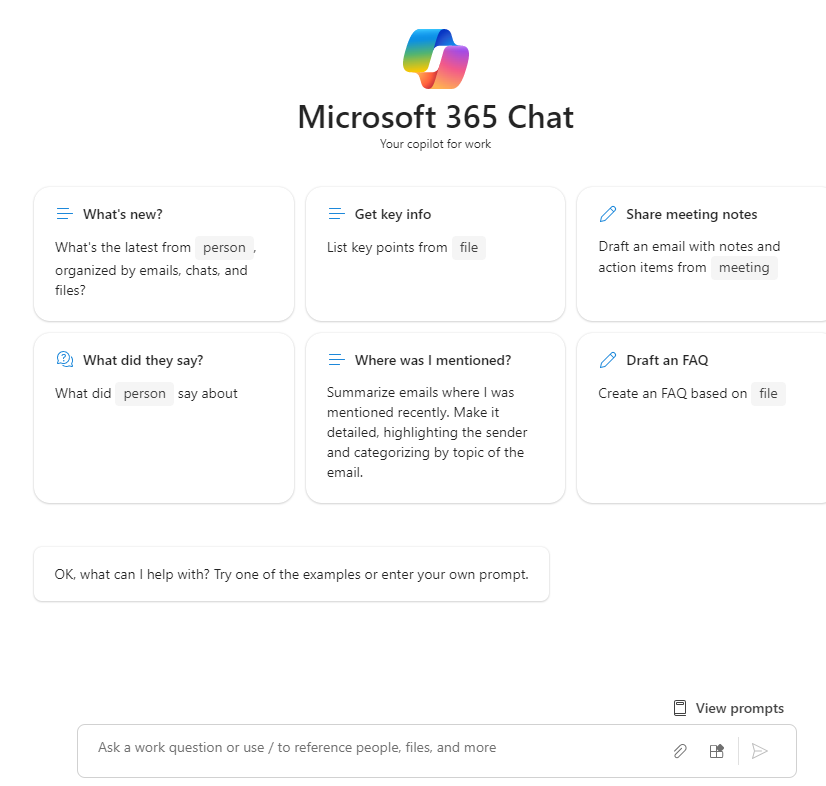 Microsoft 365 Chat
Your copilot for work
What's new?
What's the latest from person ,
organized by emails, chats, and
files?
Get key info
List key points from file
Share meeting notes
Draft an email with notes and
action items from meeting
What did they say?
What did person say about
Where was I mentioned?
Summarize emails where I was
mentioned recently. Make it
detailed, highlighting the sender
and categorizing by topic of the
email.
Draft an FAQ
Create an FAQ based on file
OK, what can I help with? Try one of the examples or enter your own prompt.
View prompts
Ask a work question or use / to reference people, files, and more